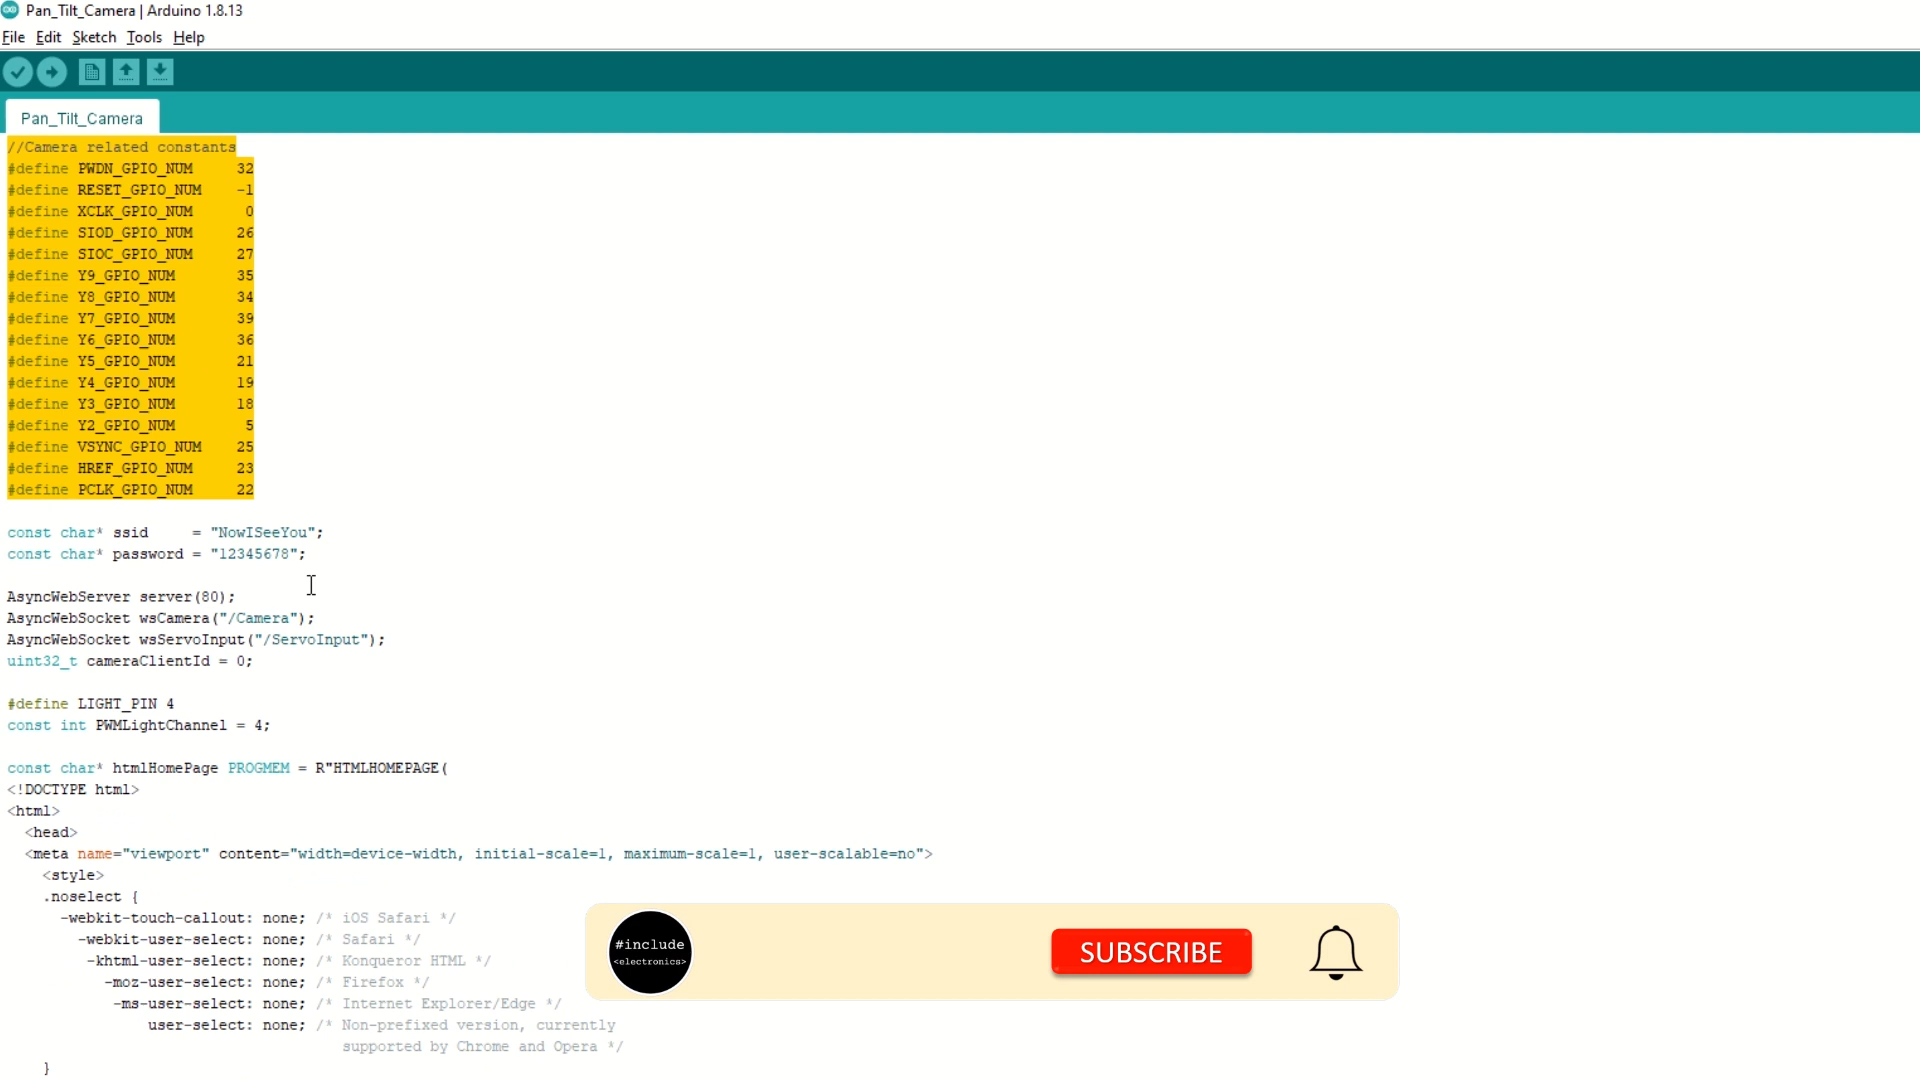 Pan_Tilt_Camera | Arduino 1.8.13
File Edit Sketch Tools Help
Pan_Tilt_Camera
//Camera related constants
#define PWDN_GPIO_NUM     32
#define RESET_GPIO_NUM    -1
#define XCLK_GPIO_NUM      0
#define SIOD_GPIO_NUM     26
#define SIOC_GPIO_NUM     27
#define Y9_GPIO_NUM       35
#define Y8_GPIO_NUM       34
#define Y7_GPIO_NUM       39
#define Y6_GPIO_NUM       36
#define Y5_GPIO_NUM       21
#define Y4_GPIO_NUM       19
#define Y3_GPIO_NUM       18
#define Y2_GPIO_NUM        5
#define VSYNC_GPIO_NUM    25
#define HREF_GPIO_NUM     23
#define PCLK_GPIO_NUM     22
const char* ssid     = "NowISeeYou";
const char* password = "12345678";
AsyncWebServer server(80);
AsyncWebSocket wsCamera("/Camera");
AsyncWebSocket wsServoInput("/ServoInput");
uint32_t cameraClientId = 0;
#define LIGHT_PIN 4
const int PWMLightChannel = 4;
const char* htmlHomePage PROGMEM = R"HTMLHOMEPAGE(
<!DOCTYPE html>
<html>
  <head>
  <meta name="viewport" content="width=device-width, initial-scale=1, maximum-scale=1, user-scalable=no">
    <style>
    .noselect {
      -webkit-touch-callout: none; /* iOS Safari */
        -webkit-user-select: none; /* Safari */
         -khtml-user-select: none; /* Konqueror HTML */
           -moz-user-select: none; /* Firefox */
            -ms-user-select: none; /* Internet Explorer/Edge */
                user-select: none; /* Non-prefixed version, currently
                                      supported by Chrome and Opera */
    }
#include
<electronics>
SUBSCRIBE